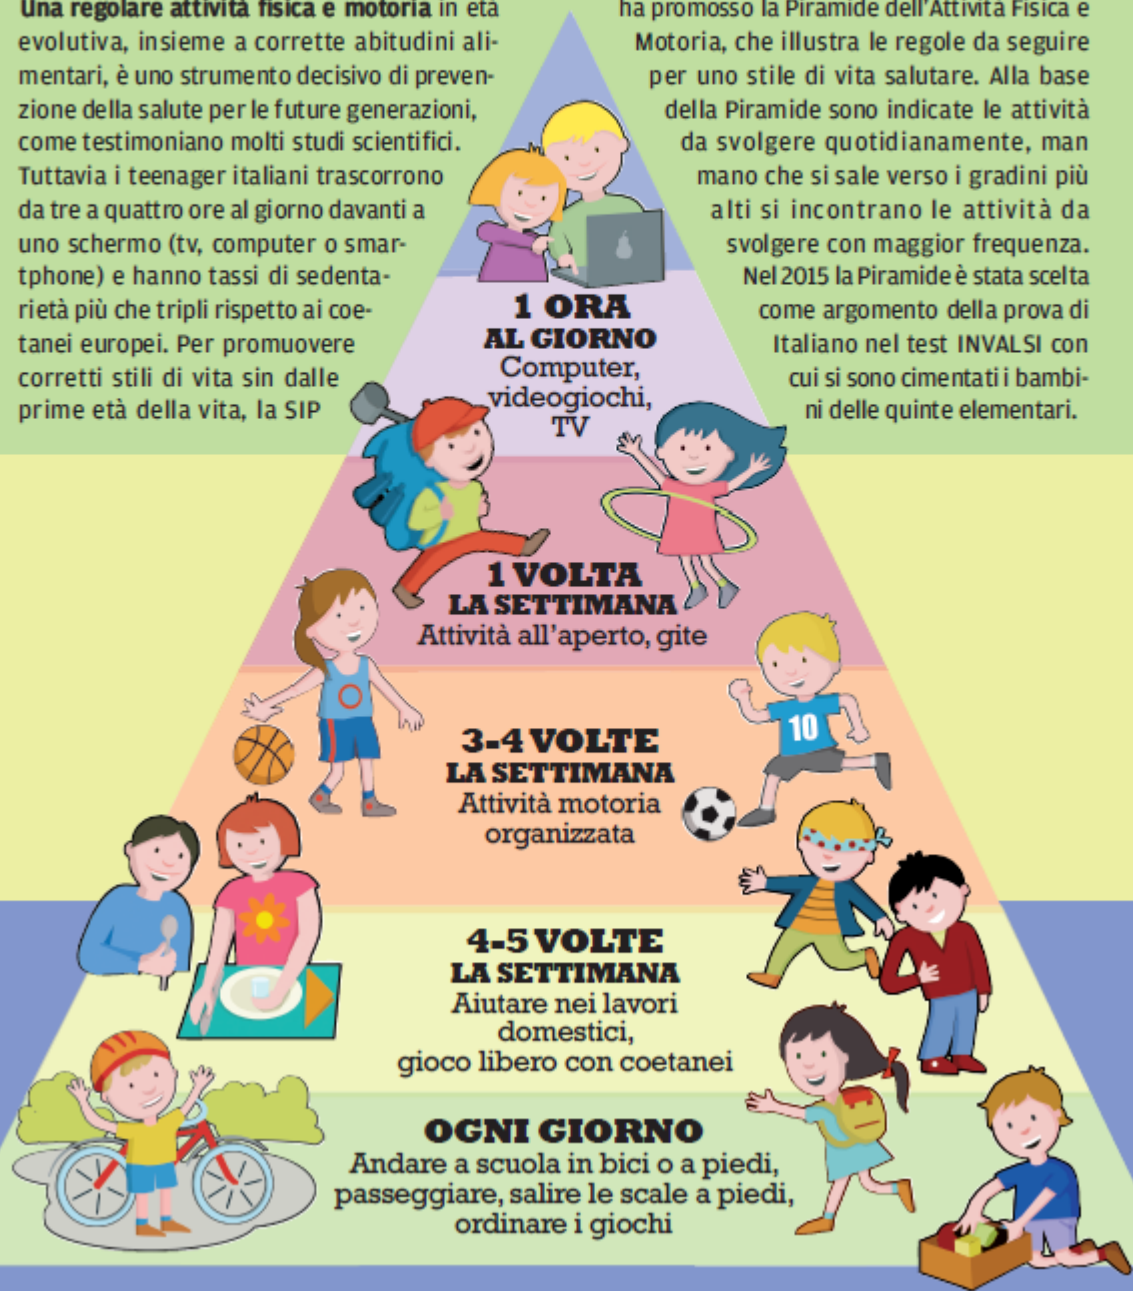 Una regolare attività fisica e motoria in età
evolutiva, insieme a corrette abitudini ali-
mentari, è uno strumento decisivo di preven-
zione della salute per le future generazioni,
come testimoniano molti studi scientifici.
Tuttavia i teenager italiani trascorrono
da tre a quattro ore al giorno davanti a
uno schermo (tv, computer o smar-
tphone) e hanno tassi di sedenta-
rietà più che tripli rispetto ai coe-
tanei europei. Per promuovere
corretti stili di vita sin dalle
prime età della vita, la SIP
ha promosso la Piramide dell'Attività Fisica e
Motoria, che illustra le regole da seguire
per uno stile di vita salutare. Alla base
della Piramide sono indicate le attività
da svolgere quotidianamente, man
mano che si sale verso i gradini più
alti si incontrano le attività da
svolgere con maggior frequenza.
Nel 2015 la Piramide è stata scelta
come argomento della prova di
Italiano nel test INVALSI con
cui si sono cimentati i bambi-
ni delle quinte elementari.
1 ORA
AL GIORNO
Computer,
videogiochi,
TV
1 VOLTA
LA SETTIMANA
Attività all'aperto, gite
10
3-4 VOLTE
LA SETTIMANA
Attività motoria
organizzata
4-5 VOLTE
LA SETTIMANA
Aiutare nei lavori
domestici,
gioco libero con coetanei
OGNI GIORNO
Andare a scuola in bici o a piedi,
passeggiare, salire le scale a piedi,
ordinare i giochi